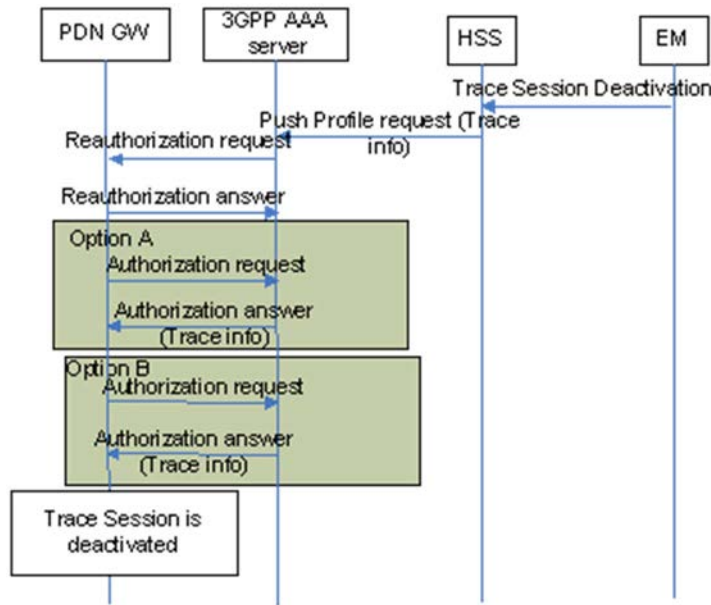 PDN GW
3GPP AAA
server
HSS
EM
Trace Session Deactivation
Push Profile request (Trace
info)
Reauthorization request
Reauthorization answer
Option A
Authorization request
Authorization answer
(Trace info)
Option B
Authorization request
Authorization answer
(Trace info)
Trace Session is
deactivated